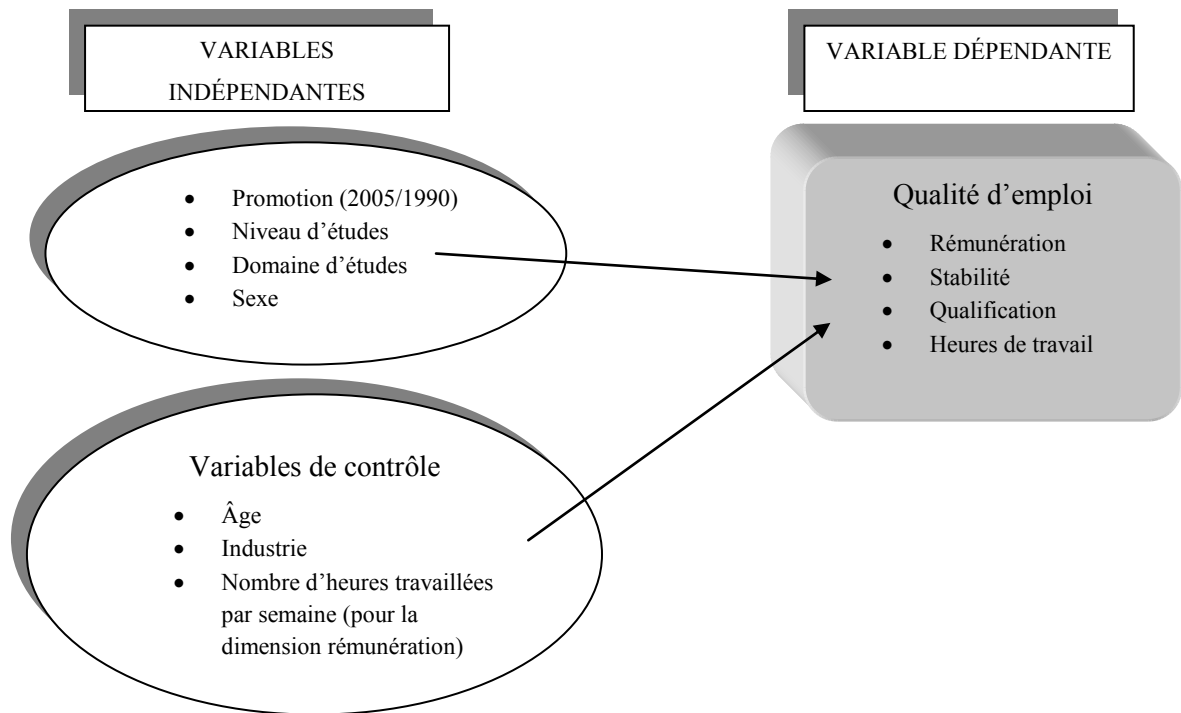 VARIABLES
INDÉPENDANTES
VARIABLE DÉPENDANTE
• Promotion (2005/1990)
• Niveau d’études
• Domaine d’études
• Sexe
Qualité d’emploi
• Rémunération
• Stabilité
• Qualification
• Heures de travail
Variables de contrôle
• Âge
• Industrie
• Nombre d’heures travaillées
par semaine (pour la
dimension rémunération)